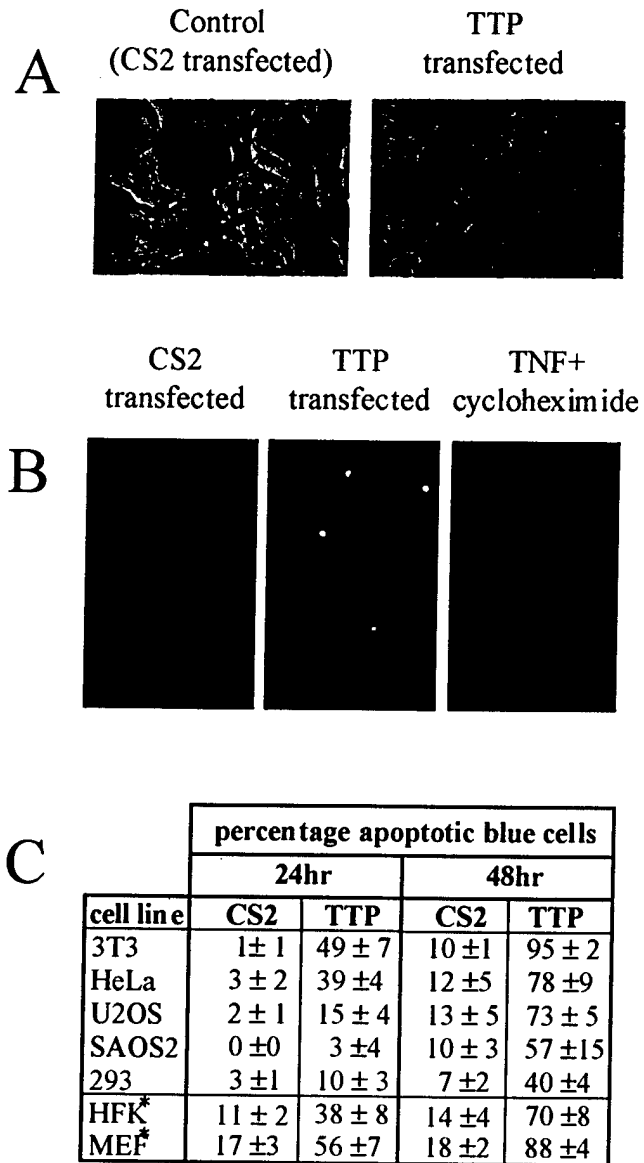 A
Control
(CS2 transfected)
TTP
transfected
B
CS2
transfected
TTP
transfected
TNF+
cycloheximide
C
percentage apoptotic blue cells
24hr 48hr
cell line CS2 TTP CS2 TTP
3T3 1± 1 49 ± 7 10 ±1 95 ± 2
HeLa 3 ± 2 39 ±4 12 ±5 78 ±9
U2OS 2 ± 1 15 ± 4 13 ± 5 73 ± 5
SAOS2 0 ±0 3 ±4 10 ± 3 57 ±15
293 3 ±1 10 ± 3 7 ±2 40 ±4
HFK* 11 ± 2 38 ± 8 14 ±4 70 ±8
MEF* 17 ±3 56 ±7 18 ±2 88 ±4